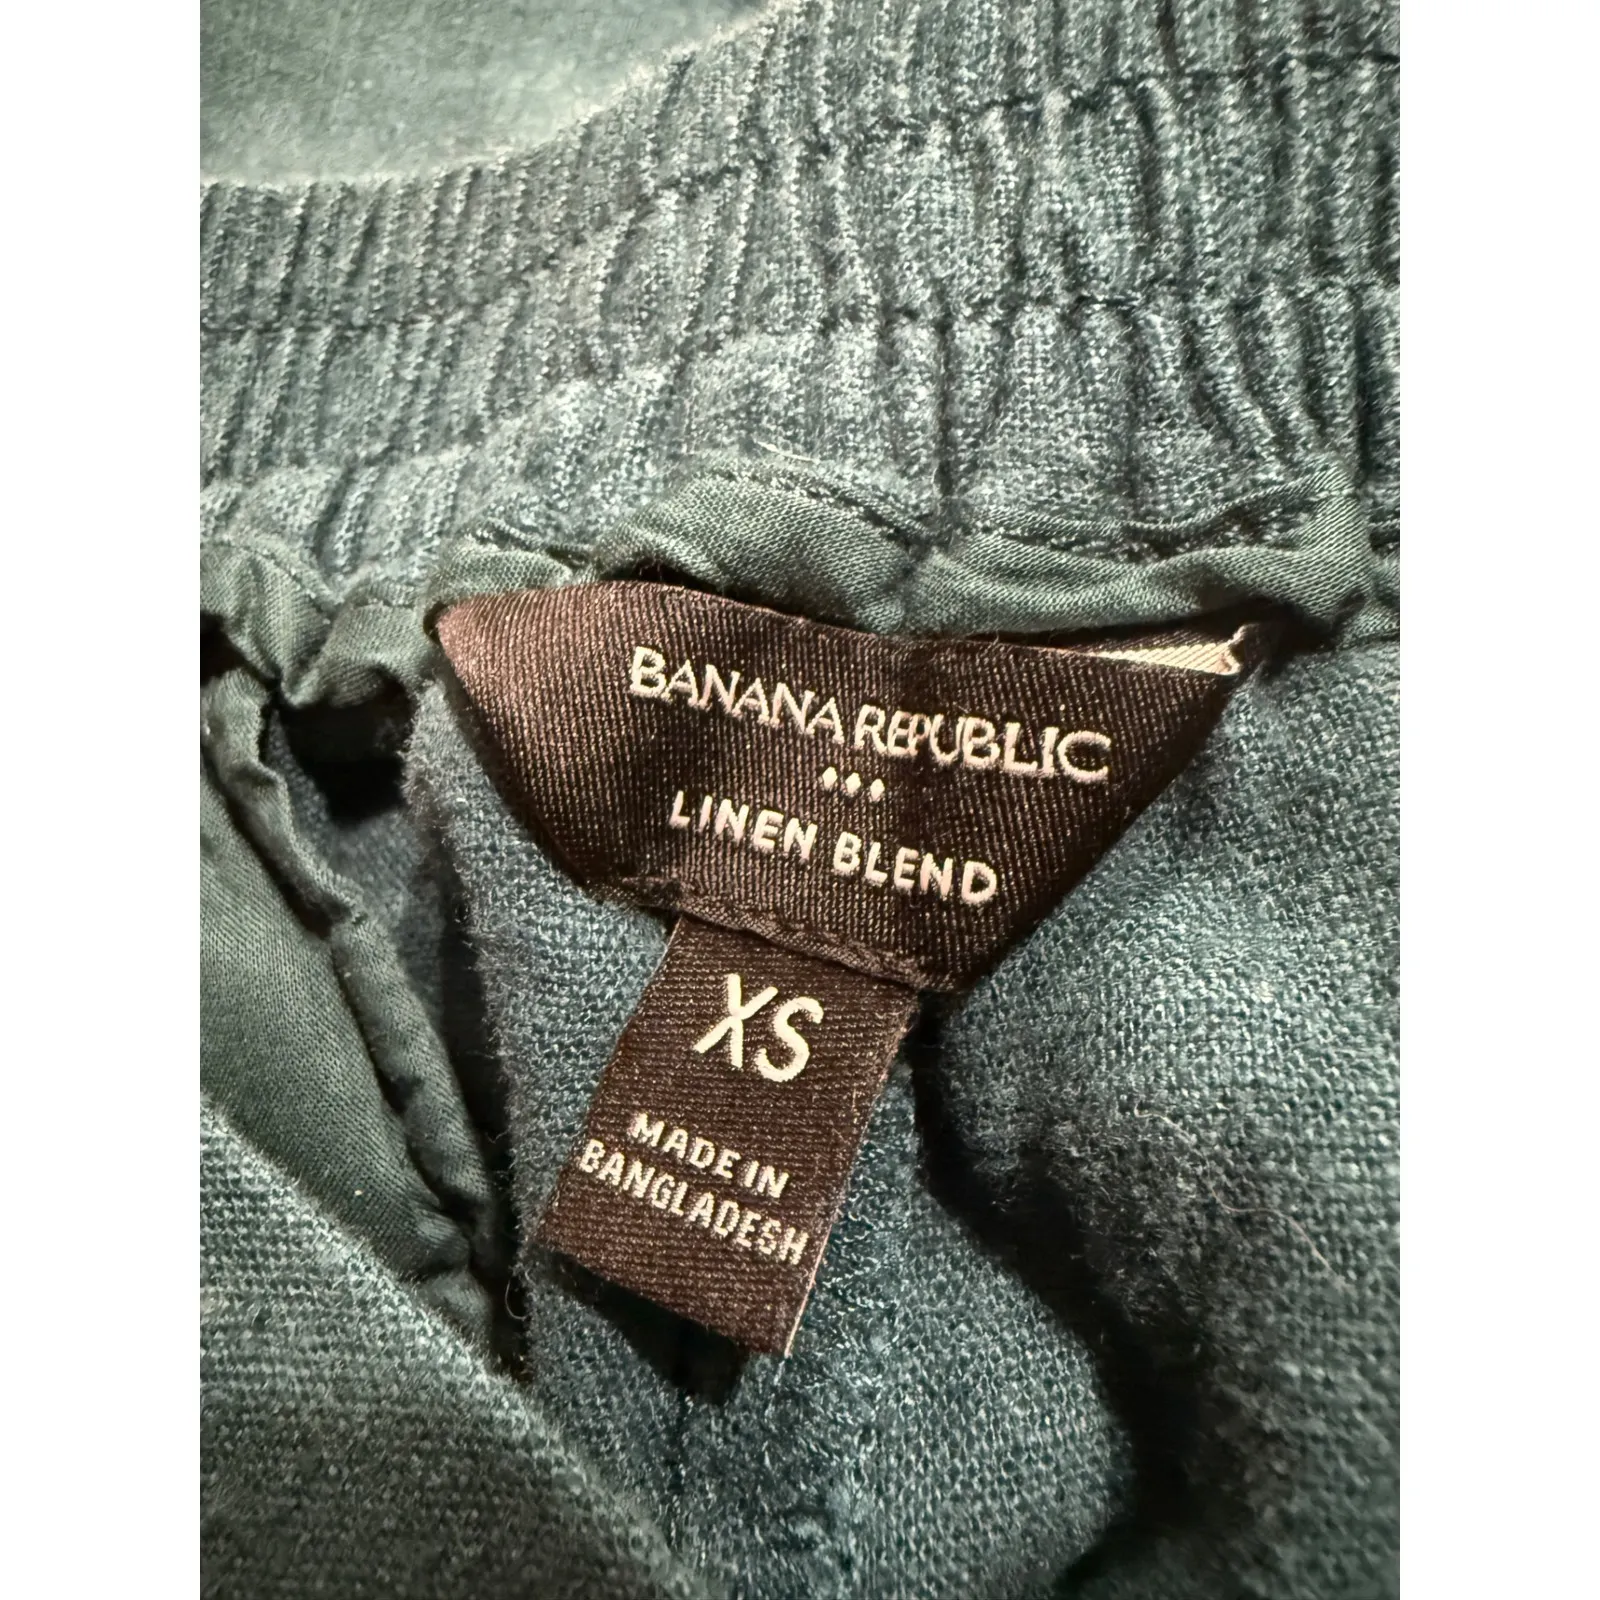 BANANA REPUBLIC
LINEN BLEND
XS
MADE IN
BANGLADESH